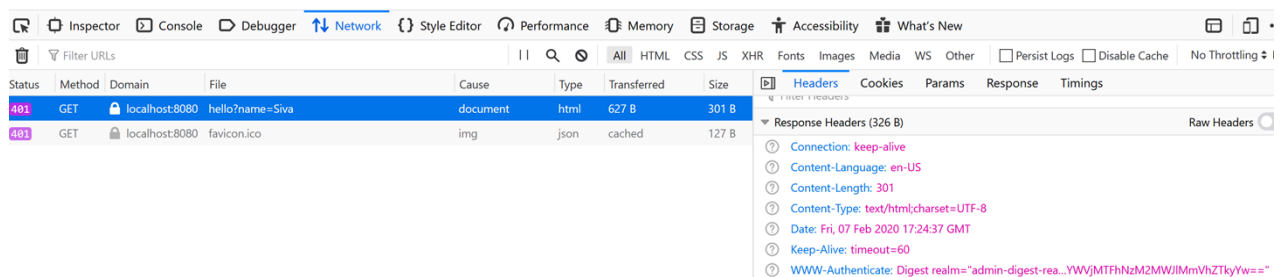 Inspector Console Debugger Network Style Editor Performance Memory Storage Accessibility What's New
Filter URLs All HTML CSS JS XHR Fonts Images Media WS Other Persist Logs Disable Cache No Throttling
Status Method Domain File Cause Type Transferred Size Headers Cookies Params Response Timings
401 GET localhost:8080 hello?name=Siva document html 627 B 301 B
Filter Headers
Response Headers (326 B) Raw Headers
401 GET localhost:8080 favicon.ico img json cached 127 B
Connection: keep-alive
Content-Language: en-US
Content-Length: 301
Content-Type: text/html;charset=UTF-8
Date: Fri, 07 Feb 2020 17:24:37 GMT
Keep-Alive: timeout=60
WWW-Authenticate: Digest realm="admin-digest-rea...YWVjMTFhNzM2MWJlMmVhZTkyYw=="